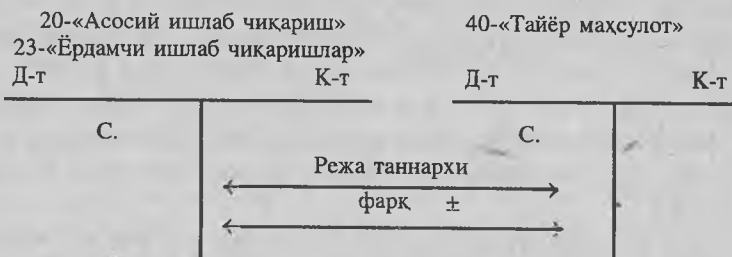 20-«Асосий ишлаб чиқариш» 40-«Тайёр маҳсулот»
23-«Ёрдамчи ишлаб чиқаришлар»
Д-т К-т Д-т К-т
С. С.
Режа таннархи
фарқ ±